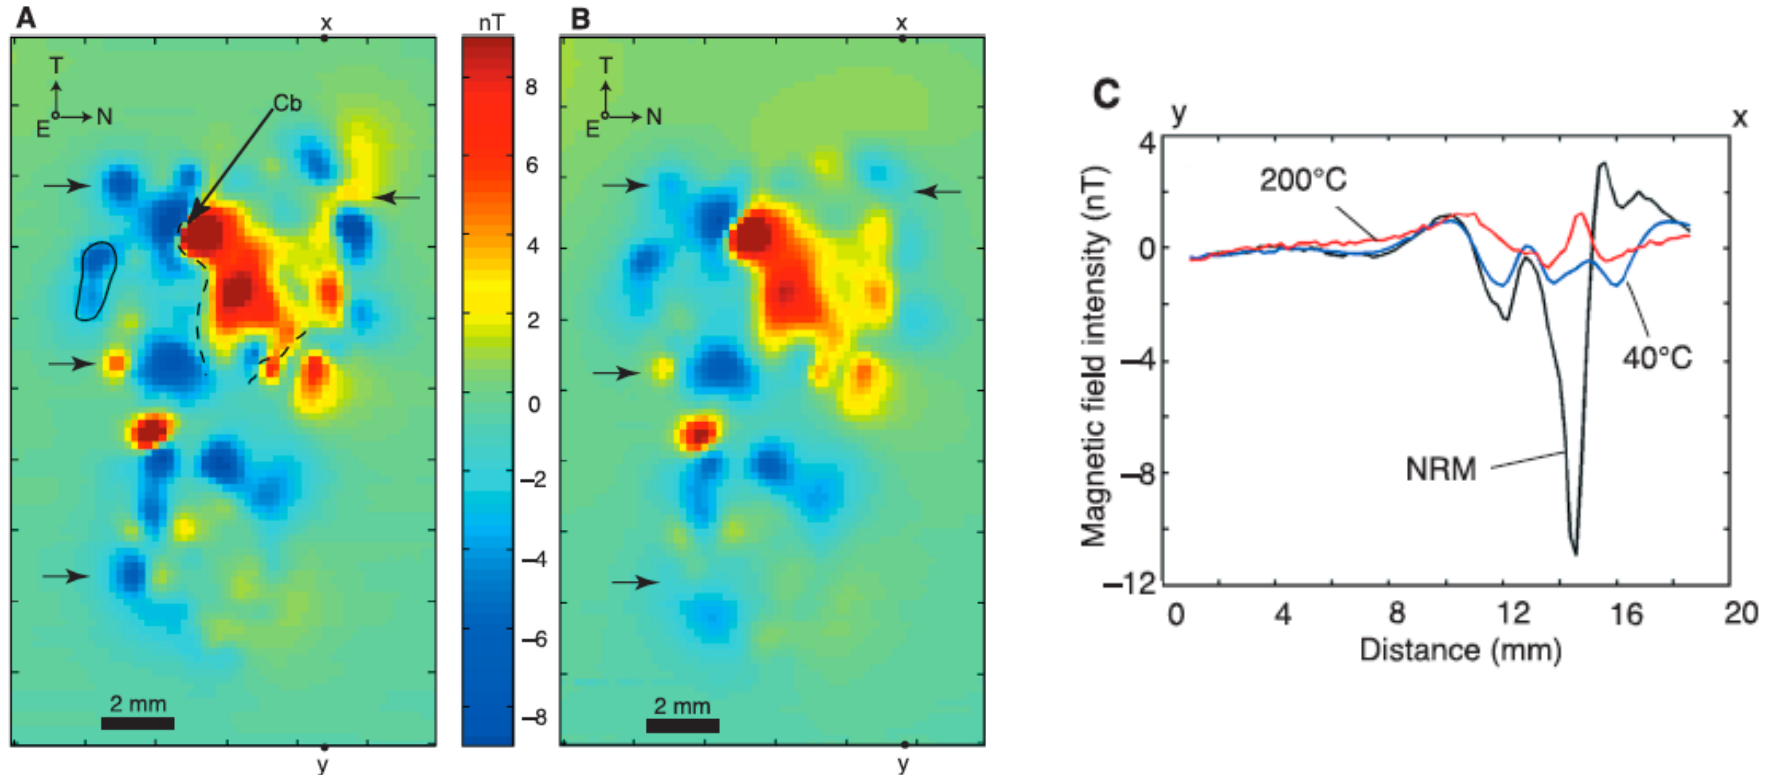 A
x
nT
B
x
T
E
N
Cb
8
6
4
2
0
−2
−4
−6
−8
2 mm
y
T
E
N
2 mm
y
C
y
x
Magnetic field intensity (nT)
4
0
−4
−8
−12
200°C
40°C
NRM
0 4 8 12 16 20
Distance (mm)